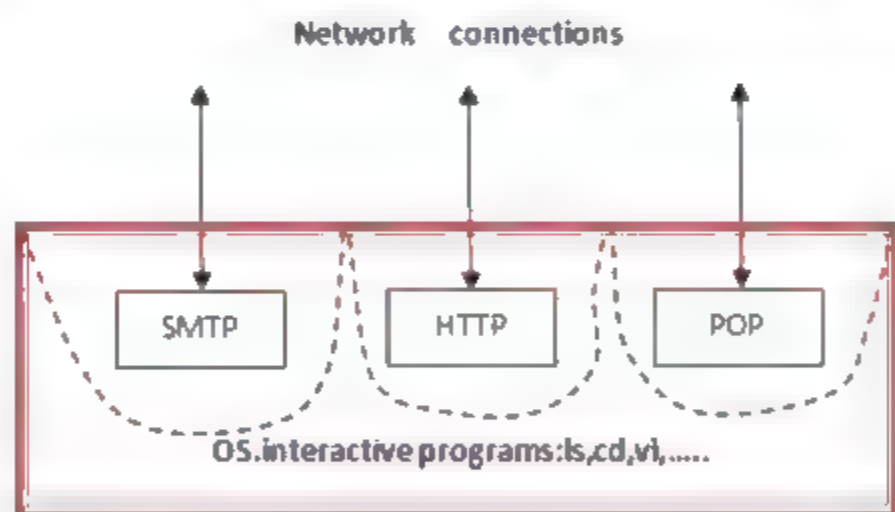 Network connections
SMTP
HTTP
POP
OS.interactive programs:ls,cd,vi,.....